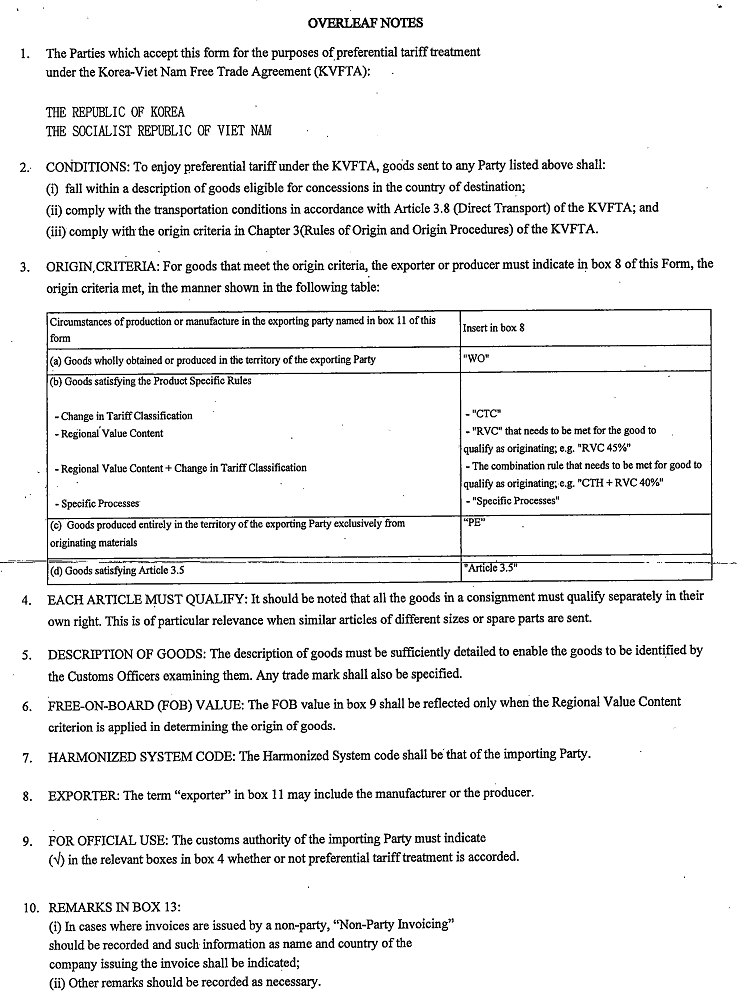 OVERLEAF NOTES
1. The Parties which accept this form for the purposes of preferential tariff treatment
under the Korea-Viet Nam Free Trade Agreement (KVFTA):
THE REPUBLIC OF KOREA
THE SOCIALIST REPUBLIC OF VIET NAM
2. CONDITIONS: To enjoy preferential tariff under the KVFTA, goods sent to any Party listed above shall:
(i) fall within a description of goods eligible for concessions in the country of destination;
(ii) comply with the transportation conditions in accordance with Article 3.8 (Direct Transport) of the KVFTA; and
(iii) comply with the origin criteria in Chapter 3(Rules of Origin and Origin Procedures) of the KVFTA.
3. ORIGIN CRITERIA: For goods that meet the origin criteria, the exporter or producer must indicate in box 8 of this Form, the
origin criteria met, in the manner shown in the following table:
Circumstances of production or manufacture in the exporting party named in box 11 of this
form
Insert in box 8
(a) Goods wholly obtained or produced in the territory of the exporting Party
"WO"
(b) Goods satisfying the Product Specific Rules
- Change in Tariff Classification
- "CTC"
- Regional Value Content
- "RVC" that needs to be met for the good to
qualify as originating; e.g. "RVC 45%"
- Regional Value Content + Change in Tariff Classification
- The combination rule that needs to be met for good to
qualify as originating; e.g. "CTH + RVC 40%"
- Specific Processes
- "Specific Processes"
(c) Goods produced entirely in the territory of the exporting Party exclusively from
originating materials
"PE"
(d) Goods satisfying Article 3.5
"Article 3.5"
4. EACH ARTICLE MUST QUALIFY: It should be noted that all the goods in a consignment must qualify separately in their
own right. This is of particular relevance when similar articles of different sizes or spare parts are sent.
5. DESCRIPTION OF GOODS: The description of goods must be sufficiently detailed to enable the goods to be identified by
the Customs Officers examining them. Any trade mark shall also be specified.
6. FREE-ON-BOARD (FOB) VALUE: The FOB value in box 9 shall be reflected only when the Regional Value Content
criterion is applied in determining the origin of goods.
7. HARMONIZED SYSTEM CODE: The Harmonized System code shall be that of the importing Party.
8. EXPORTER: The term “exporter” in box 11 may include the manufacturer or the producer.
9. FOR OFFICIAL USE: The customs authority of the importing Party must indicate
(√) in the relevant boxes in box 4 whether or not preferential tariff treatment is accorded.
10. REMARKS IN BOX 13:
(i) In cases where invoices are issued by a non-party, “Non-Party Invoicing”
should be recorded and such information as name and country of the
company issuing the invoice shall be indicated;
(ii) Other remarks should be recorded as necessary.